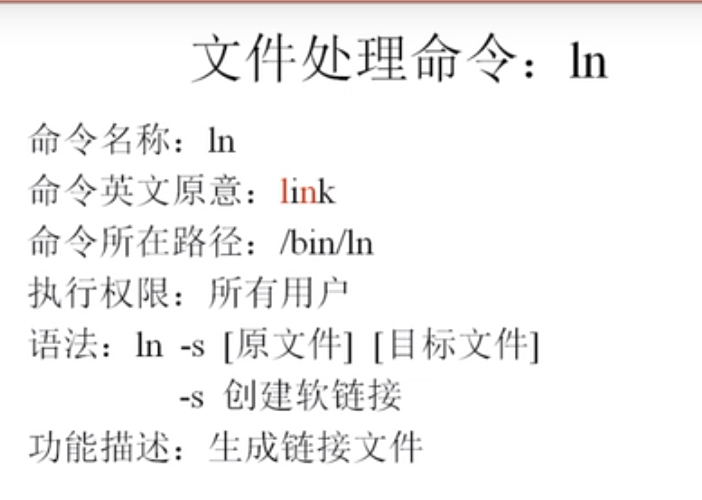 文件处理命令：ln
命令名称：ln
命令英文原意：link
命令所在路径：/bin/ln
执行权限：所有用户
语法：ln -s [原文件] [目标文件]
-s 创建软链接
功能描述：生成链接文件